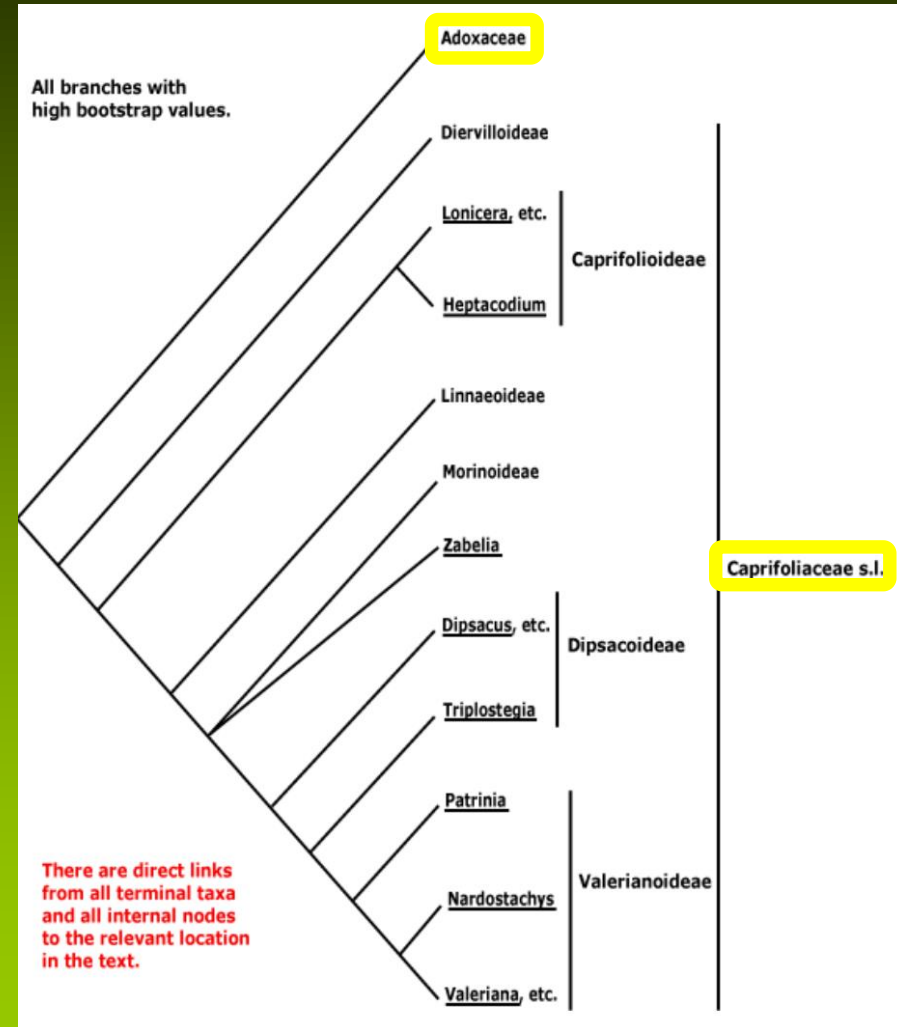 Adoxaceae
All branches with
high bootstrap values.
Diervilloideae
Lonicera, etc.
Caprifolioideae
Heptacodium
Linnaeoideae
Morinoideae
Zabelia
Caprifoliaceae s.l.
Dipsacus, etc.
Dipsacoideae
Triplostegia
Patrinia
There are direct links
from all terminal taxa
and all internal nodes
to the relevant location
in the text.
Valerianoideae
Nardostachys
Valeriana, etc.